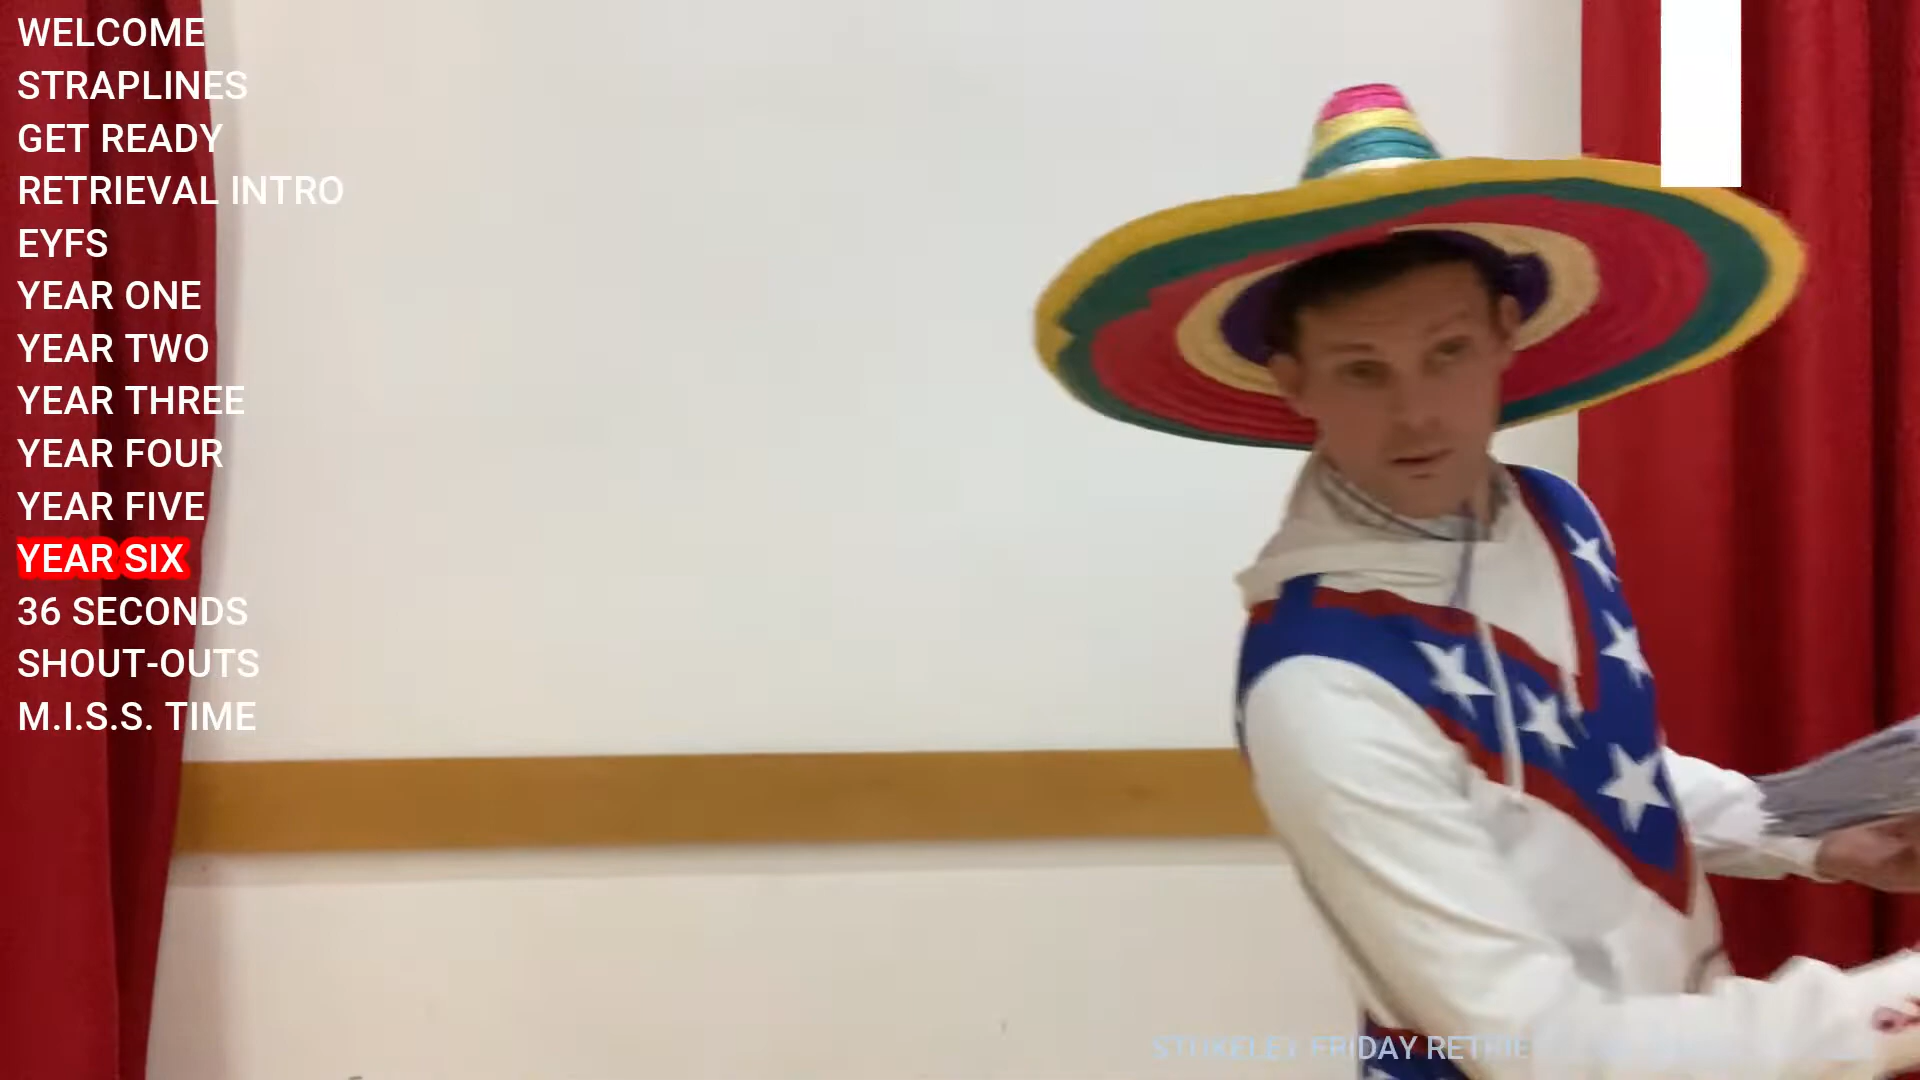 WELCOME
STRAPLINES
GET READY
RETRIEVAL INTRO
EYFS
YEAR ONE
YEAR TWO
YEAR THREE
YEAR FOUR
YEAR FIVE
YEAR SIX
36 SECONDS
SHOUT-OUTS
M.I.S.S. TIME
FRIDAY